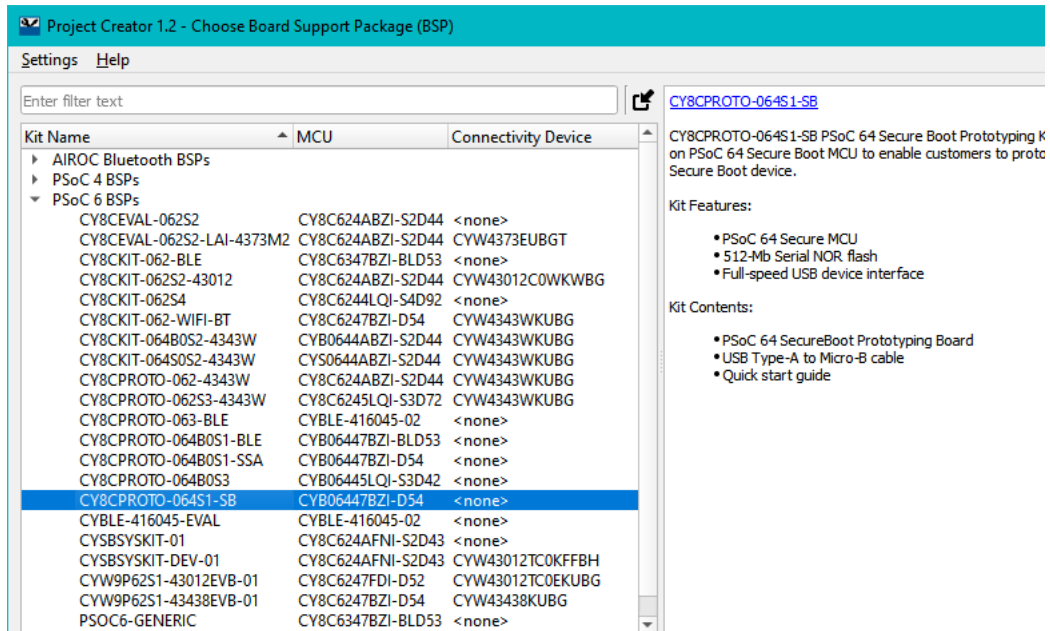 Project Creator 1.2 - Choose Board Support Package (BSP)
Settings Help
Enter filter text
Kit Name MCU Connectivity Device
AIROC Bluetooth BSPs
PSoC 4 BSPs
PSoC 6 BSPs
CY8CEVAL-062S2 CY8C624ABZI-S2D44 <none>
CY8CEVAL-062S2-LAI-4373M2 CY8C624ABZI-S2D44 CYW4373EUBGT
CY8CKIT-062-BLE CY8C6347BZI-BLD53 <none>
CY8CKIT-062S2-43012 CY8C624ABZI-S2D44 CYW43012C0WKWBG
CY8CKIT-062S4 CY8C6244LQI-S4D92 <none>
CY8CKIT-062-WIFI-BT CY8C6247BZI-D54 CYW4343WKUBG
CY8CKIT-064B0S2-4343W CYB0644ABZI-S2D44 CYW4343WKUBG
CY8CKIT-064S0S2-4343W CYS0644ABZI-S2D44 CYW4343WKUBG
CY8CPROTO-062-4343W CY8C624ABZI-S2D44 CYW4343WKUBG
CY8CPROTO-062S3-4343W CY8C6245LQI-S3D72 CYW4343WKUBG
CY8CPROTO-063-BLE CYBLE-416045-02 <none>
CY8CPROTO-064B0S1-BLE CYB06447BZI-BLD53 <none>
CY8CPROTO-064B0S1-SSA CYB06447BZI-D54 <none>
CY8CPROTO-064B0S3 CYB06445LQI-S3D42 <none>
CY8CPROTO-064S1-SB CYB06447BZI-D54 <none>
CYBLE-416045-EVAL CYBLE-416045-02 <none>
CYSBSYSKIT-01 CY8C624AFNI-S2D43 <none>
CYSBSYSKIT-DEV-01 CY8C624AFNI-S2D43 CYW43012TC0KFFBH
CYW9P62S1-43012EVB-01 CY8C6247FDI-D52 CYW43012TC0EKUBG
CYW9P62S1-43438EVB-01 CY8C6247BZI-D54 CYW43438KUBG
PSOC6-GENERIC CY8C6347BZI-BLD53 <none>
CY8CPROTO-064S1-SB
CY8CPROTO-064S1-SB PSoC 64 Secure Boot Prototyping K
on PSoC 64 Secure Boot MCU to enable customers to proto
Secure Boot device.
Kit Features:
• PSoC 64 Secure MCU
• 512-Mb Serial NOR flash
• Full-speed USB device interface
Kit Contents:
• PSoC 64 SecureBoot Prototyping Board
• USB Type-A to Micro-B cable
• Quick start guide